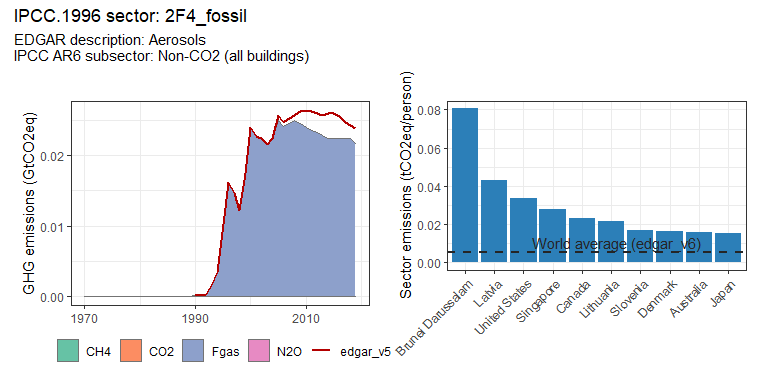 IPCC.1996 sector: 2F4_fossil
EDGAR description: Aerosols
IPCC AR6 subsector: Non-CO2 (all buildings)
GHG emissions (GtCO2eq)
0.02
0.01
0.00
1970
1990
2010
CH4
CO2
Fgas
N2O
edgar_v5
Sector emissions (tCO2eq/person)
0.08
0.06
0.04
0.02
0.00
World average (edgar_v6)
Brunei Darussalam
Latvia
United States
Singapore
Canada
Lithuania
Slovenia
Denmark
Australia
Japan